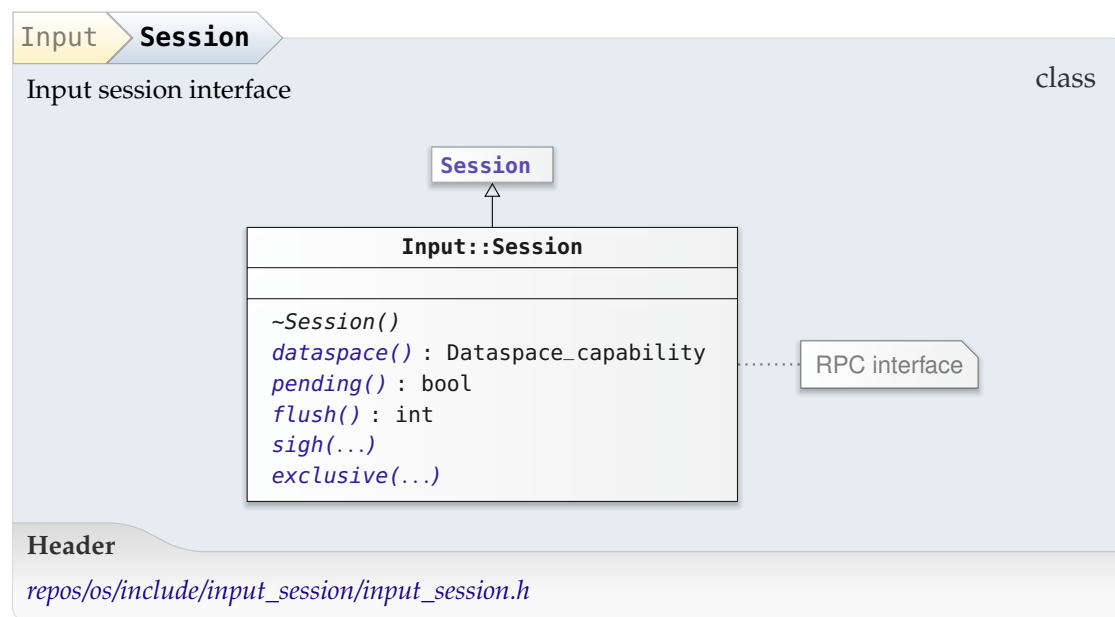 Input Session
class
Input session interface
Session
Input::Session
~Session()
dataspace() : Dataspace_capability
pending() : bool
flush() : int
sigh(...)
exclusive(...)
RPC interface
Header
repos/os/include/input_session/input_session.h